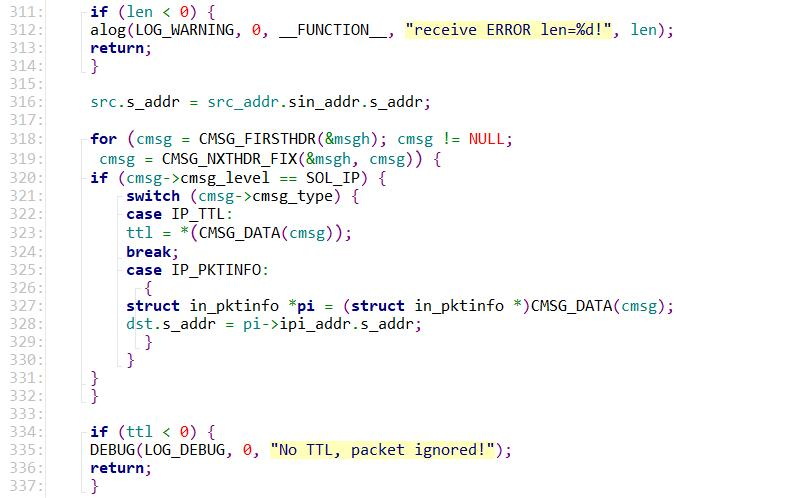 311: if (len < 0) {
312: alog(LOG_WARNING, 0, __FUNCTION__, "receive ERROR len=%d!", len);
313: return;
314: }
315:
316: src.s_addr = src_addr.sin_addr.s_addr;
317:
318: for (cmsg = CMSG_FIRSTHDR(&msgh); cmsg != NULL;
319: cmsg = CMSG_NXTHDR_FIX(&msgh, cmsg)) {
320: if (cmsg->cmsg_level == SOL_IP) {
321: switch (cmsg->cmsg_type) {
322: case IP_TTL:
323: ttl = *(CMSG_DATA(cmsg));
324: break;
325: case IP_PKTINFO:
326: {
327: struct in_pktinfo *pi = (struct in_pktinfo *)CMSG_DATA(cmsg);
328: dst.s_addr = pi->ipi_addr.s_addr;
329: }
330: }
331: }
332: }
333:
334: if (ttl < 0) {
335: DEBUG(LOG_DEBUG, 0, "No TTL, packet ignored!");
336: return;
337: }